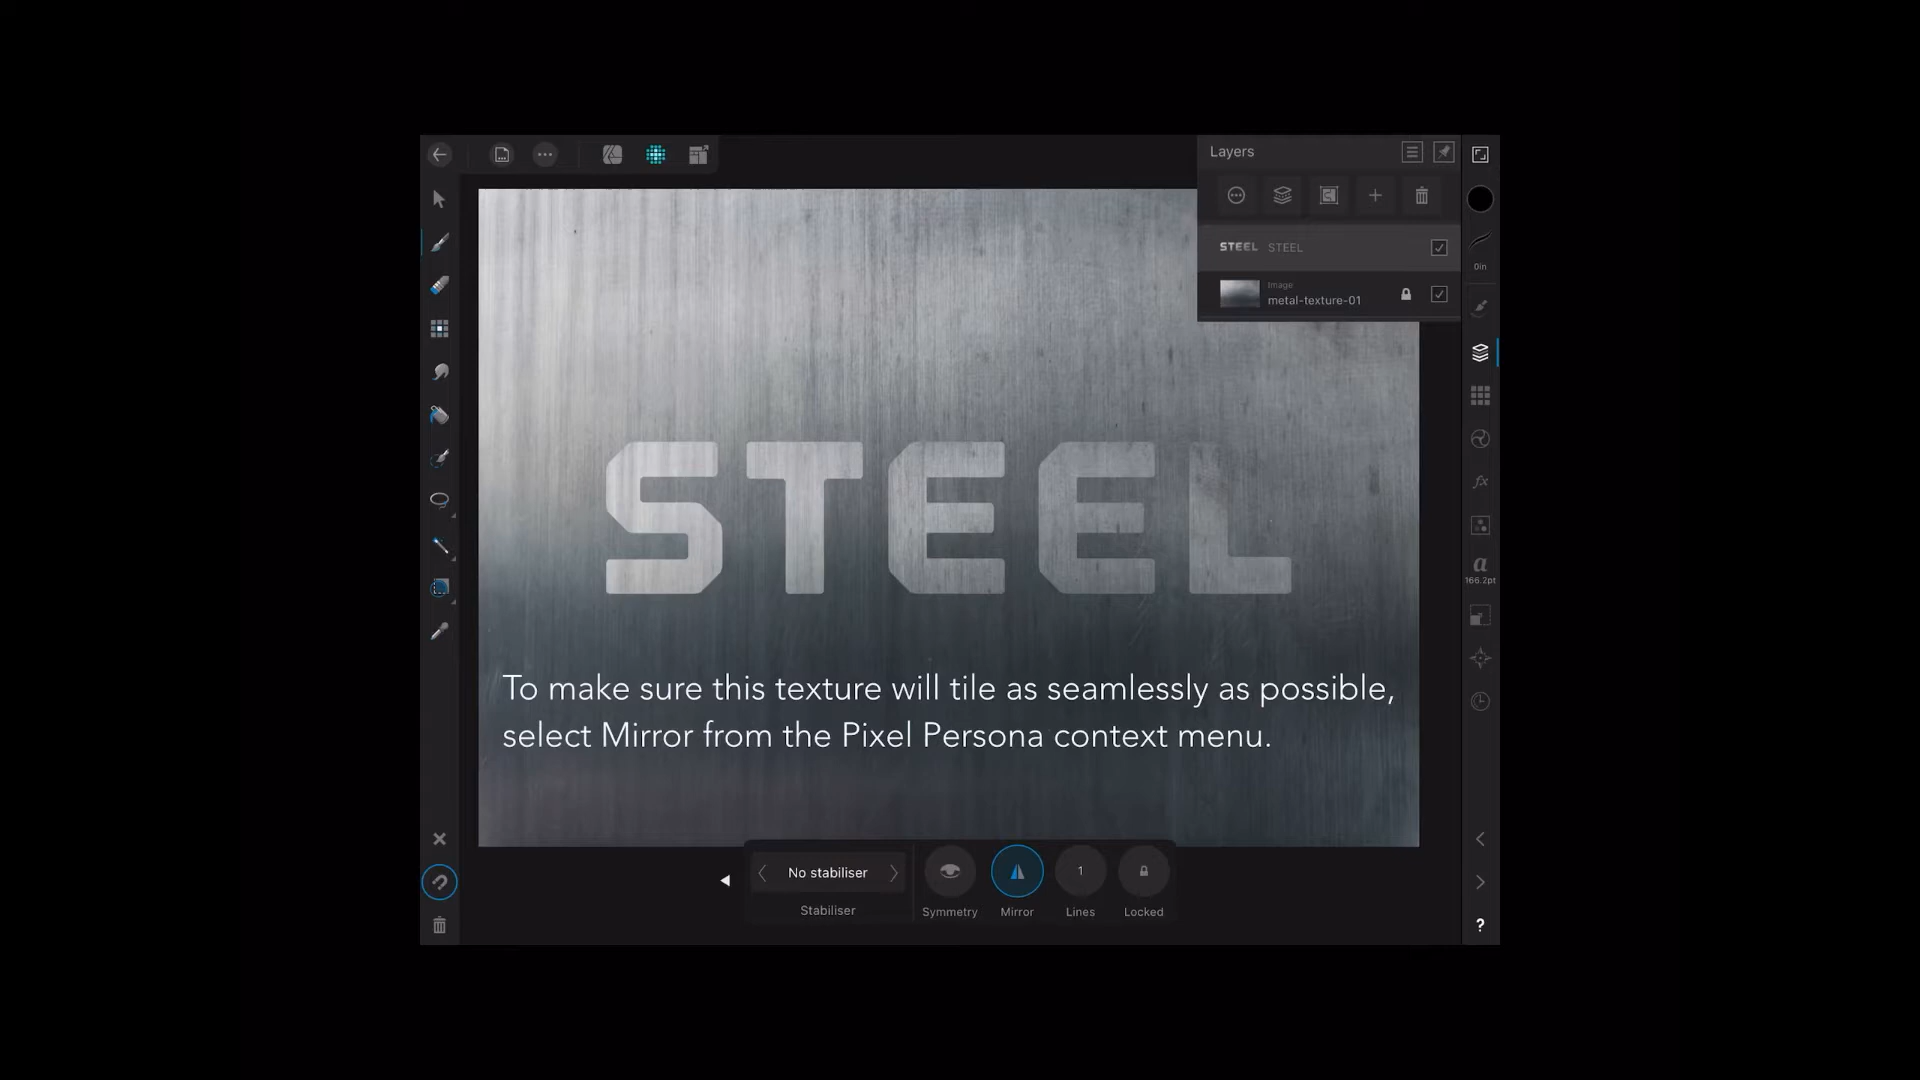 Layers
STEEL STEEL
Image
metal-texture-01
0in
a
166.2pt
fx
STEEL
To make sure this texture will tile as seamlessly as possible,
select Mirror from the Pixel Persona context menu.
No stabiliser
1
Stabiliser
Symmetry
Mirror
Lines
Locked
?